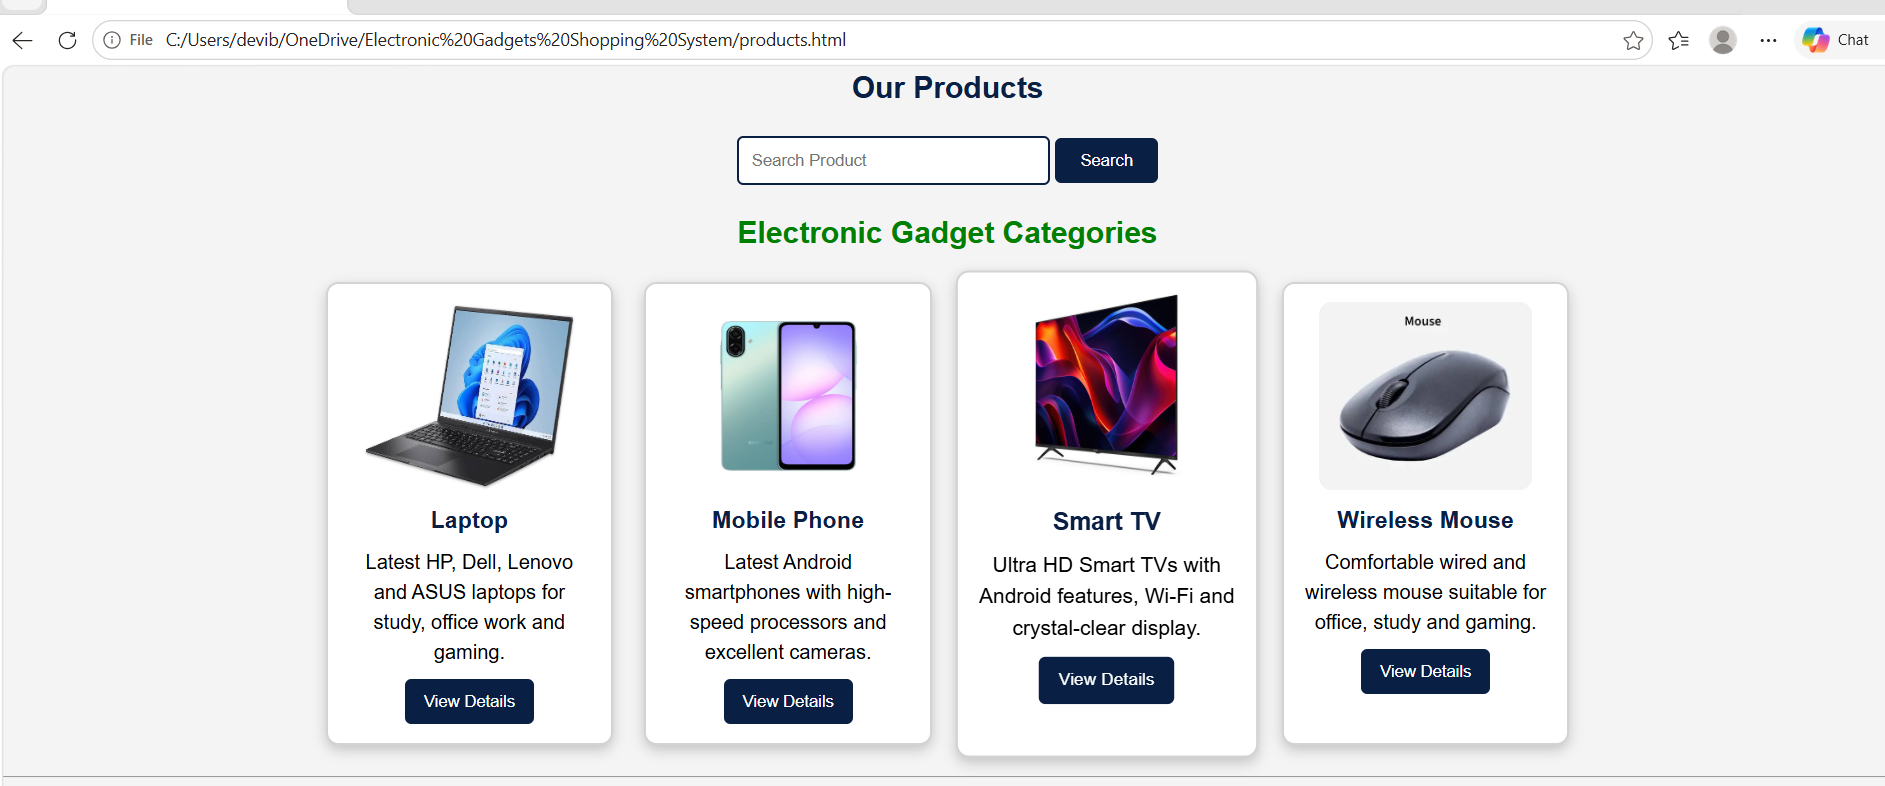 File C:/Users/devib/OneDrive/Electronic%20Gadgets%20Shopping%20System/products.html
Chat
Our Products
Search Product
Search
Electronic Gadget Categories
Laptop
Latest HP, Dell, Lenovo
and ASUS laptops for
study, office work and
gaming.
View Details
Mobile Phone
Latest Android
smartphones with high-
speed processors and
excellent cameras.
View Details
Smart TV
Ultra HD Smart TVs with
Android features, Wi-Fi and
crystal-clear display.
View Details
Mouse
Wireless Mouse
Comfortable wired and
wireless mouse suitable for
office, study and gaming.
View Details